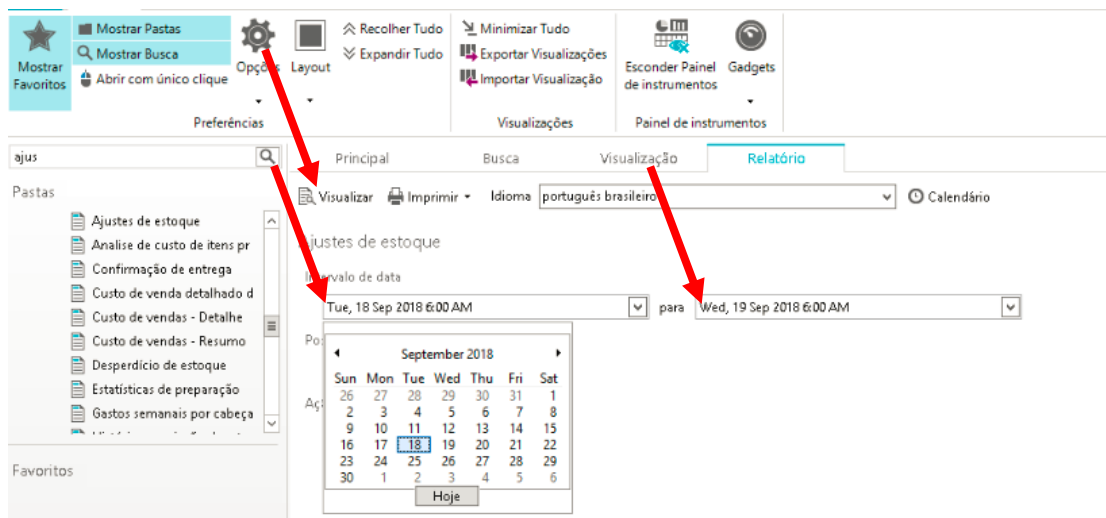 Mostrar Favoritos
Mostrar Pastas
Mostrar Busca
Abrir com único clique
Opções
Layout
Recolher Tudo
Expandir Tudo
Preferências
Minimizar Tudo
Exportar Visualizações
Importar Visualização
Visualizações
Esconder Painel de instrumentos
Gadgets
Painel de instrumentos
ajus
Pastas
Ajustes de estoque
Analise de custo de itens pr
Confirmação de entrega
Custo de venda detalhado d
Custo de vendas - Detalhe
Custo de vendas - Resumo
Desperdício de estoque
Estatísticas de preparação
Gastos semanais por cabeça
Favoritos
Principal Busca Visualização Relatório
Visualizar Imprimir Idioma português brasileiro Calendário
Ajustes de estoque
Intervalo de data
Tue, 18 Sep 2018 6:00 AM para Wed, 19 Sep 2018 6:00 AM
September 2018
Sun Mon Tue Wed Thu Fri Sat
26 27 28 29 30 31 1
2 3 4 5 6 7 8
9 10 11 12 13 14 15
16 17 18 19 20 21 22
23 24 25 26 27 28 29
30 1 2 3 4 5 6
Hoje